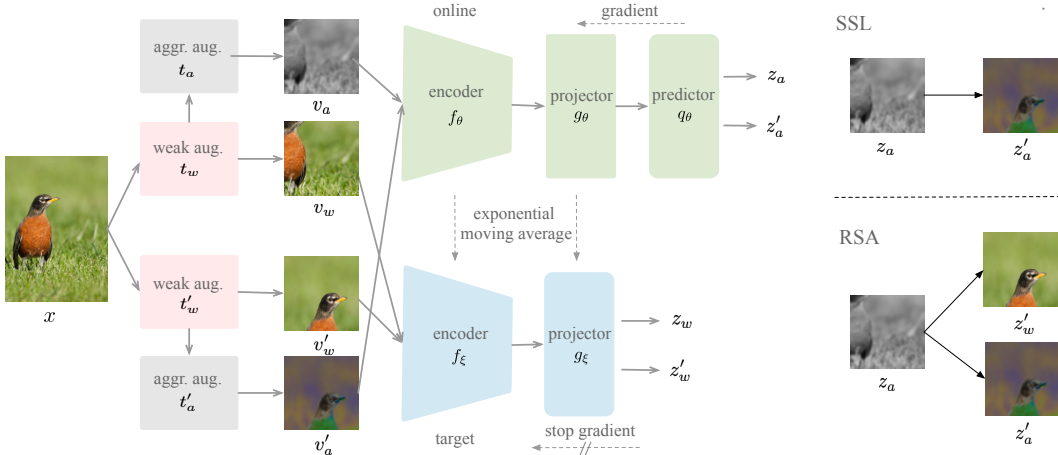 online
gradient
SSL
aggr. aug.
t_a
v_a
encoder
f_θ
projector
g_θ
predictor
q_θ
z_a
z'_a
z_a
z'_a
weak aug.
t_w
v_w
x
exponential
moving average
RSA
weak aug.
t'_w
v'_w
encoder
f_ξ
projector
g_ξ
z_w
z'_w
z_a
z'_w
z'_a
aggr. aug.
t'_a
v'_a
target
stop gradient